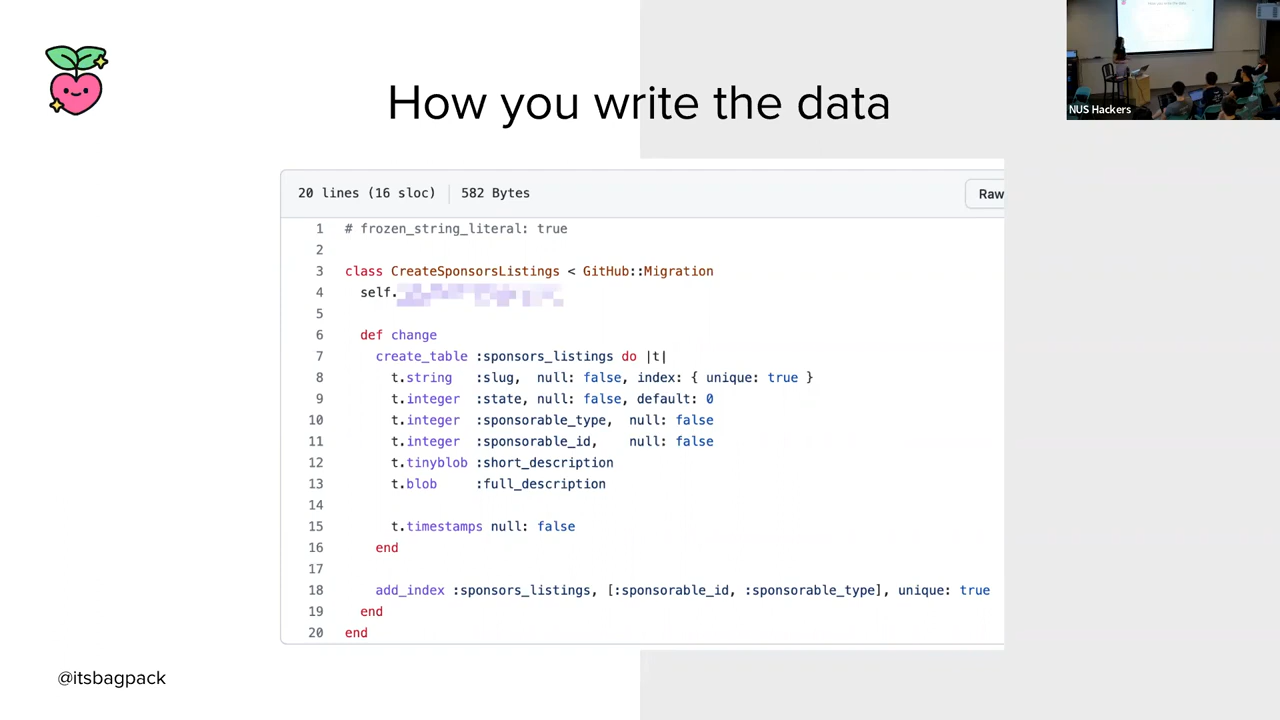 How you write the data
NUS Hackers
20 lines (16 sloc) 582 Bytes Raw
1 # frozen_string_literal: true
2
3 class CreateSponsorsListings < GitHub::Migration
4 self.
5
6 def change
7 create_table :sponsors_listings do |t|
8 t.string :slug, null: false, index: { unique: true }
9 t.integer :state, null: false, default: 0
10 t.integer :sponsorable_type, null: false
11 t.integer :sponsorable_id, null: false
12 t.tinyblob :short_description
13 t.blob :full_description
14
15 t.timestamps null: false
16 end
17
18 add_index :sponsors_listings, [:sponsorable_id, :sponsorable_type], unique: true
19 end
20 end
@itsbagpack